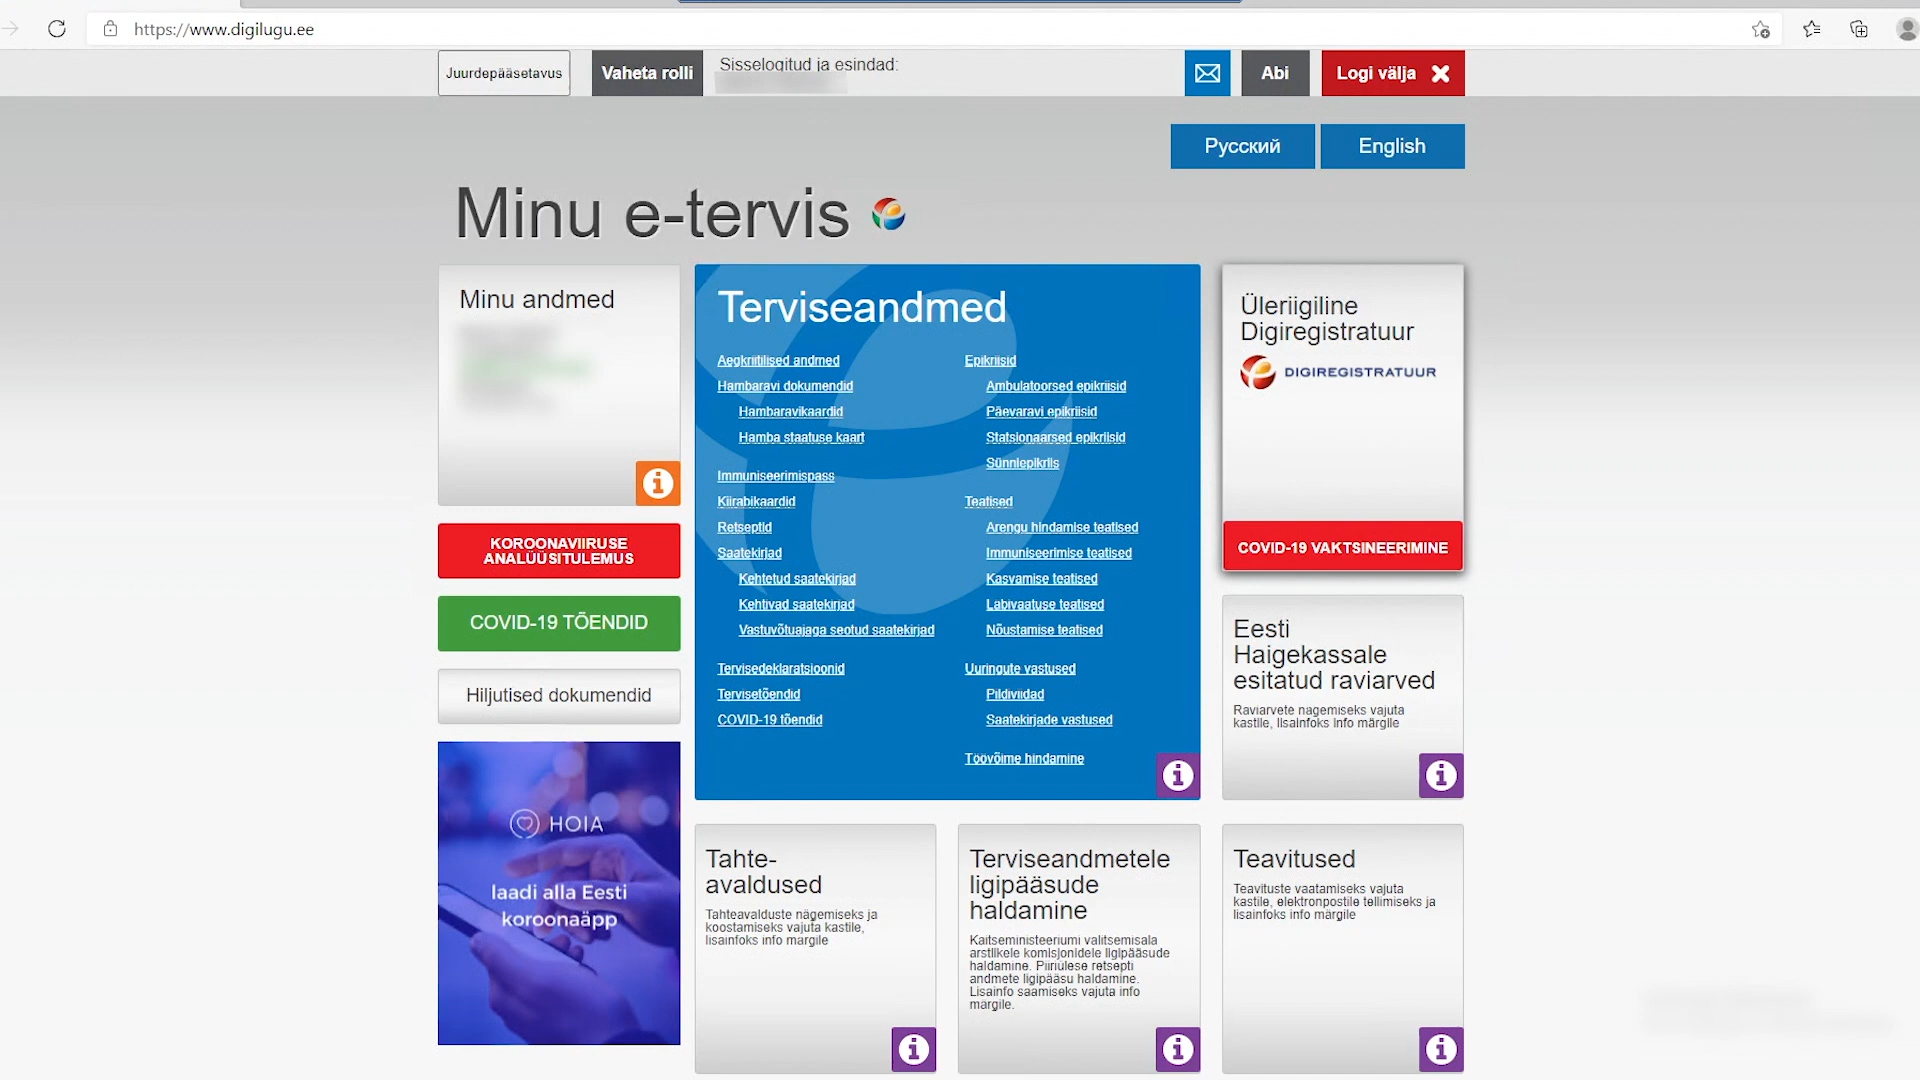 https://www.digilugu.ee
Juurdepääsetavus
Vaheta rolli
Sisselogitud ja esindad:
Abi
Logi välja
Русский
English
Minu e-tervis
Minu andmed
KOROONAVIIRUSE
ANALÜÜSITULEMUS
COVID-19 TÕENDID
Hiljutised dokumendid
HOIA
laadi alla Eesti
koroonaäpp
Terviseandmed
Aegkriitilised andmed
Hambaravi dokumendid
Hambaravikaardid
Hamba staatuse kaart
Immuniseerimispass
Kiirabikaardid
Retseptid
Saatekirjad
Kehtetud saatekirjad
Kehtivad saatekirjad
Vastuvõtuajaga seotud saatekirjad
Tervisedeklaratsioonid
Tervisetõendid
COVID-19 tõendid
Epikriisid
Ambulatoorsed epikriisid
Päevaravi epikriisid
Statsionaarsed epikriisid
Sünniepikriis
Teatised
Arengu hindamise teatised
Immuniseerimise teatised
Kasvamise teatised
Läbivaatuse teatised
Nõustamise teatised
Uuringute vastused
Pildiviidad
Saatekirjade vastused
Töövõime hindamine
Üleriigiline
Digiregistratuur
DIGIREGISTRATUUR
COVID-19 VAKTSINEERIMINE
Eesti
Haigekassale
esitatud raviarved
Raviarvete nägemiseks vajuta
kastile, lisainfoks info märgile
Tahte-
avaldused
Tahteavalduste nägemiseks ja
koostamiseks vajuta kastile,
lisainfoks info märgile
Terviseandmetele
ligipääsude
haldamine
Kaitseministeeriumi valitsemisala
arstlikele komisjonidele ligipääsude
haldamine. Piiriülese retsepti
andmete ligipääsu haldamine.
Lisainfo saamiseks vajuta info
märgile.
Teavitused
Teavituste vaatamiseks vajuta
kastile, elektronpostile tellimiseks ja
lisainfoks info märgile